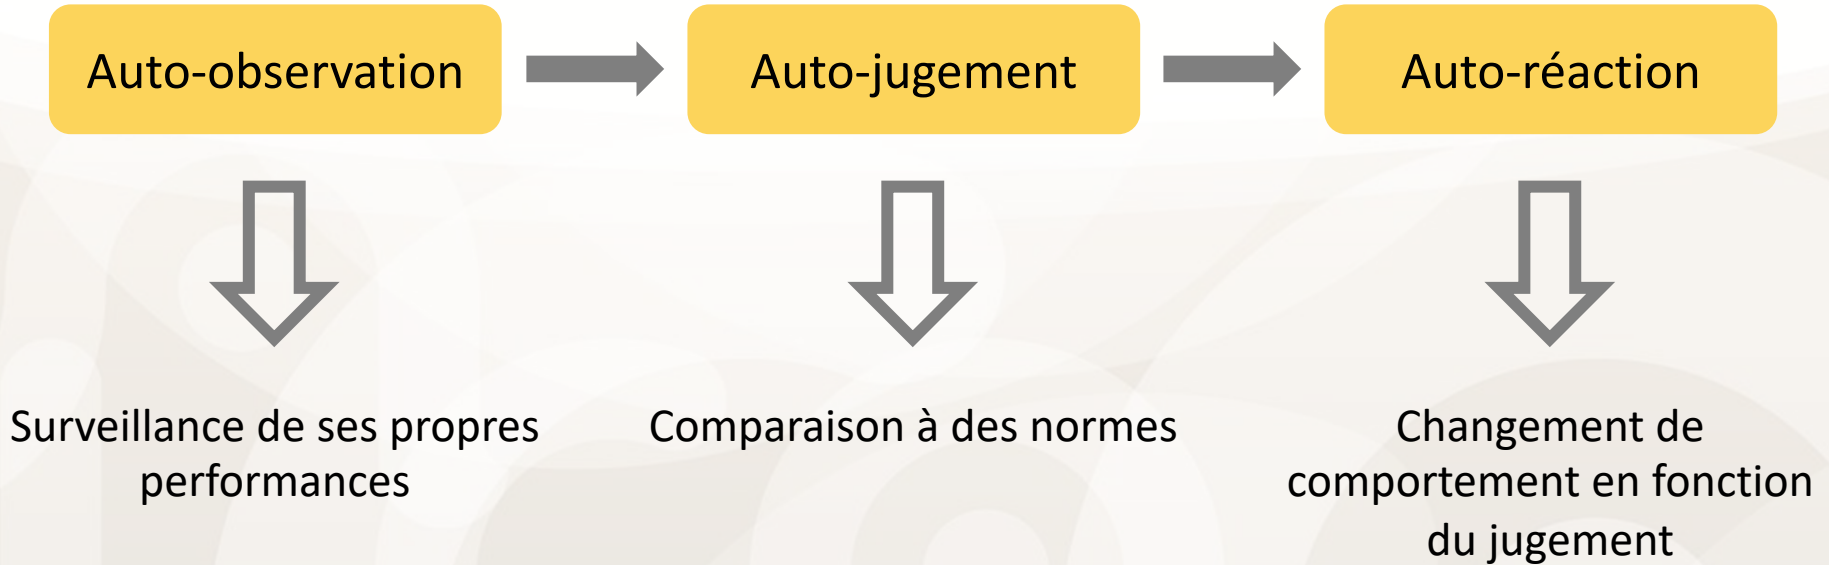 Auto-observation
Auto-jugement
Auto-réaction
Surveillance de ses propres
performances
Comparaison à des normes
Changement de
comportement en fonction
du jugement